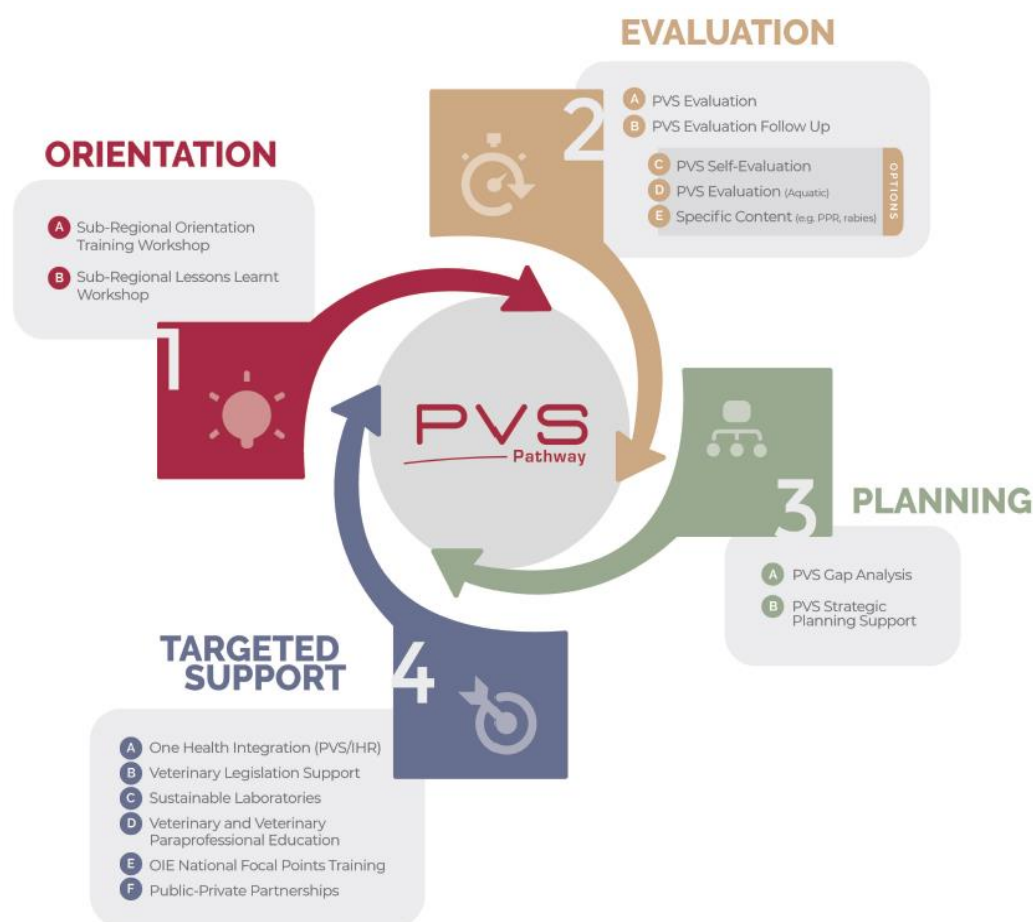 ORIENTATION
A Sub-Regional Orientation
Training Workshop
B Sub-Regional Lessons Learnt
Workshop
1
EVALUATION
2
A PVS Evaluation
B PVS Evaluation Follow Up
C PVS Self-Evaluation
D PVS Evaluation (Aquatic)
E Specific Content (e.g. PPR, rabies)
OPTIONS
PVS
Pathway
3
PLANNING
A PVS Gap Analysis
B PVS Strategic
Planning Support
TARGETED
SUPPORT
4
A One Health Integration (PVS/IHR)
B Veterinary Legislation Support
C Sustainable Laboratories
D Veterinary and Veterinary
Paraprofessional Education
E OIE National Focal Points Training
F Public-Private Partnerships